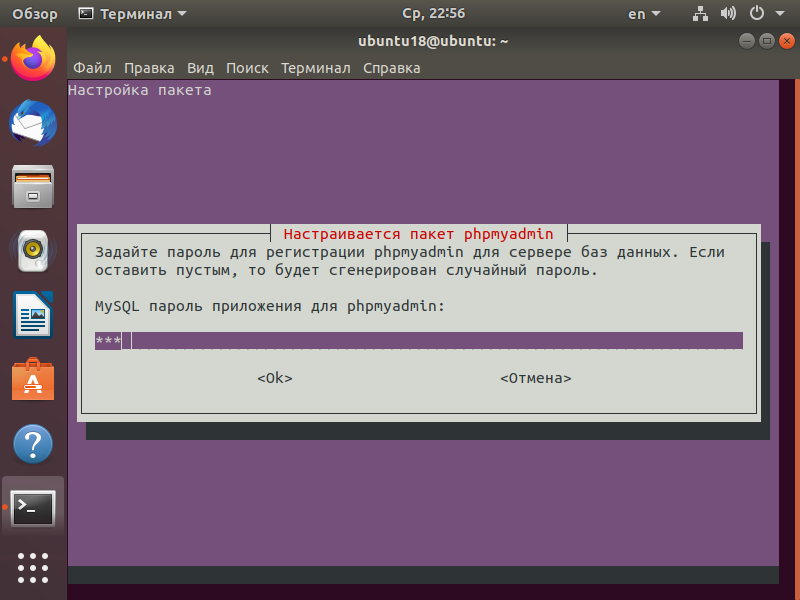 Обзор Терминал Ср, 22:56 en
ubuntu18@ubuntu: ~
Файл Правка Вид Поиск Терминал Справка
Настройка пакета
Настраивается пакет phpmyadmin
Задайте пароль для регистрации phpmyadmin для сервере баз данных. Если
оставить пустым, то будет сгенерирован случайный пароль.
MySQL пароль приложения для phpmyadmin:
***
<Ok> <Отмена>